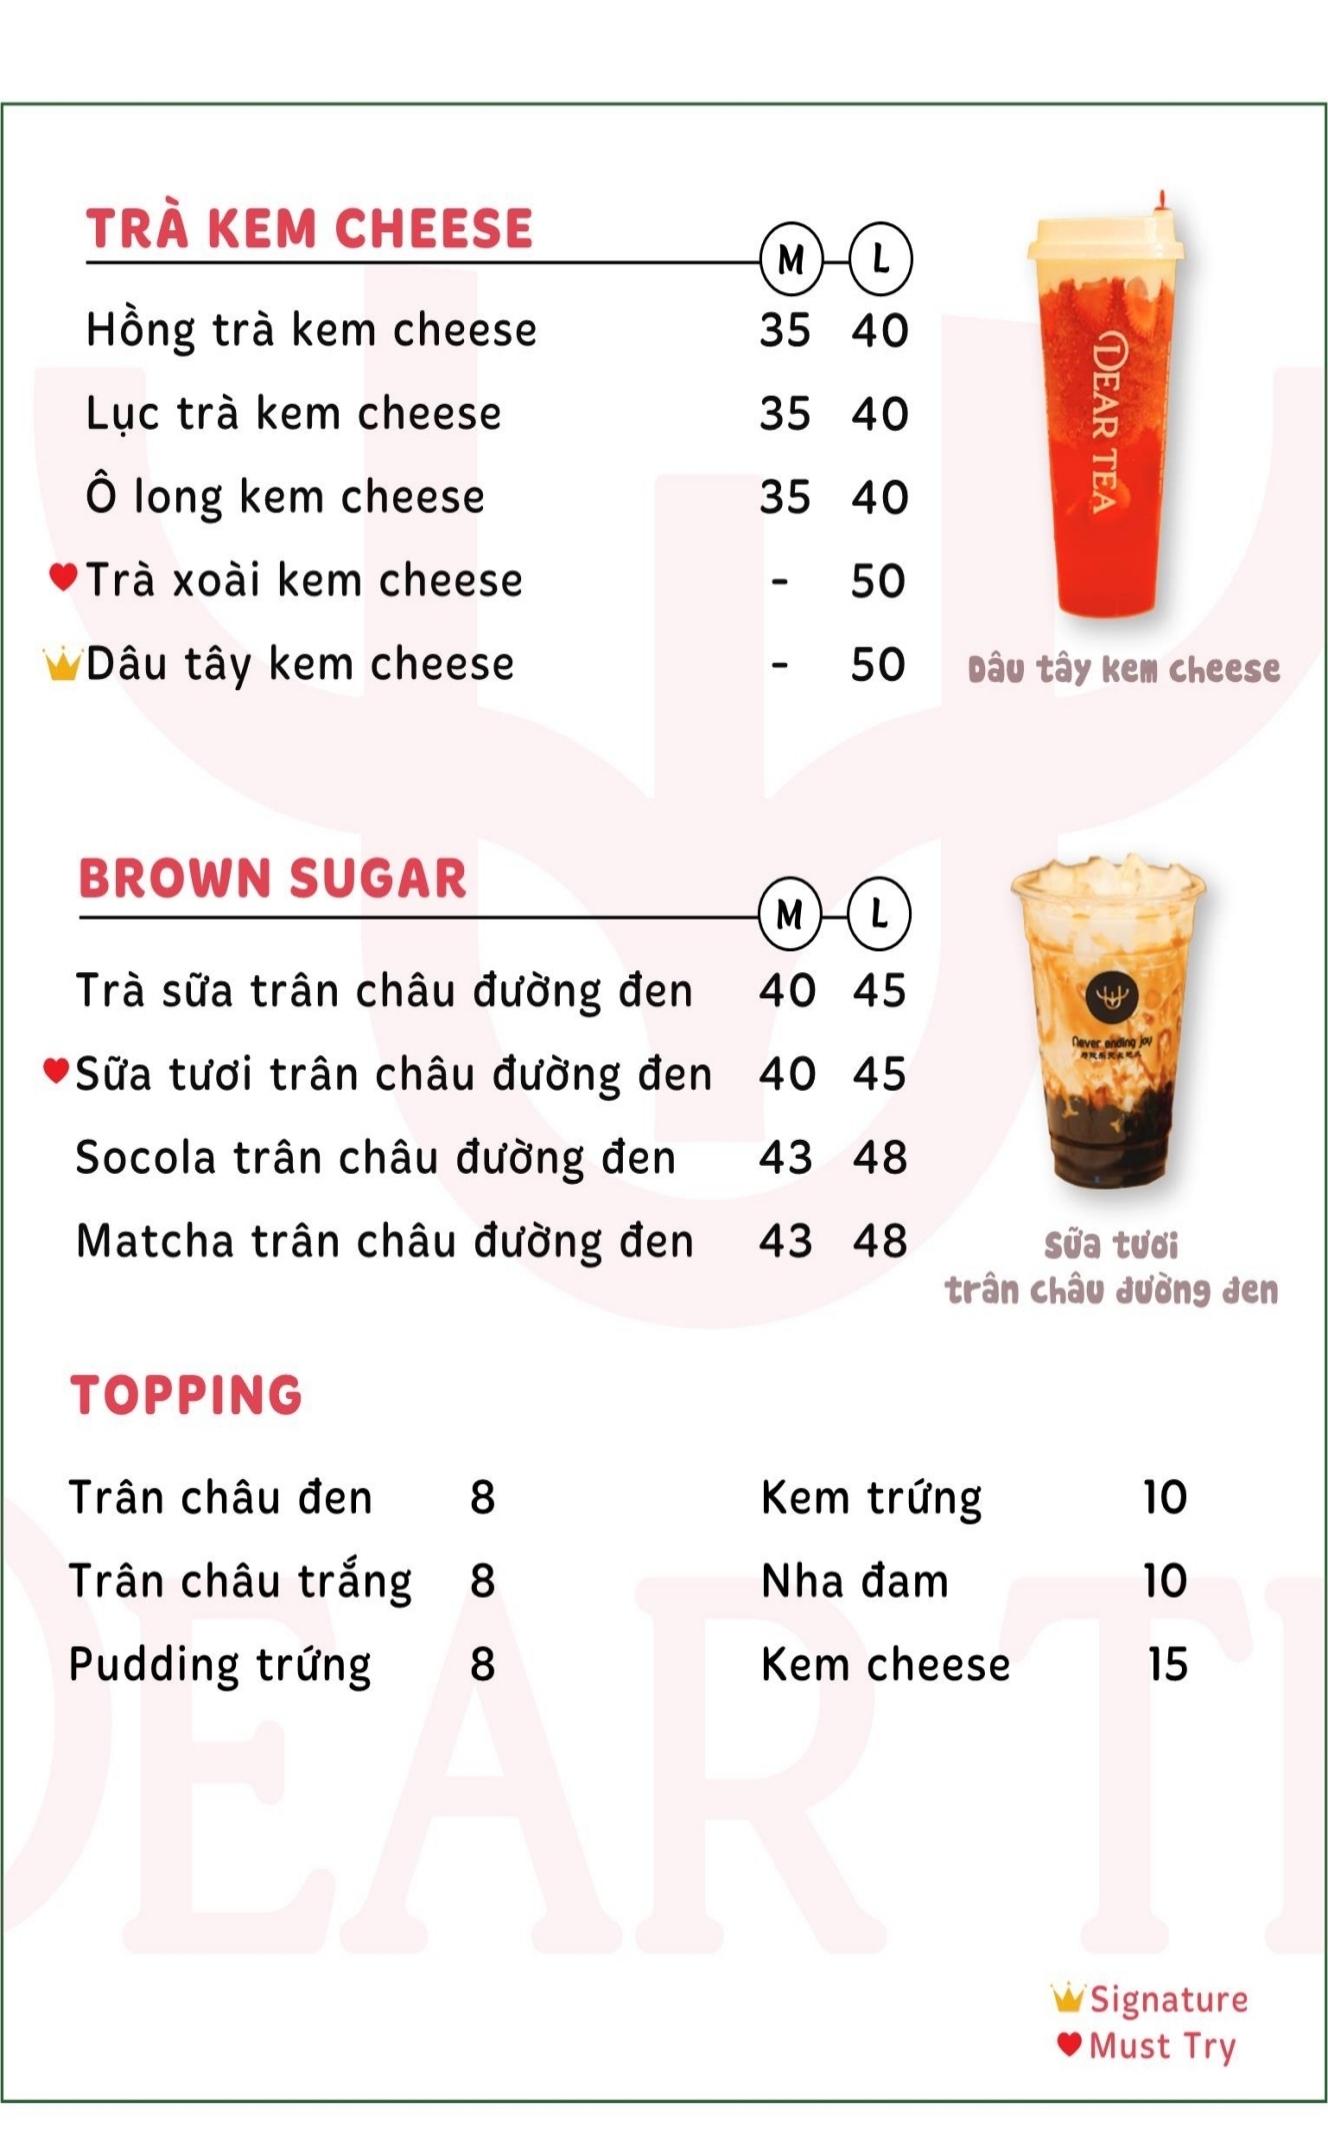 TRÀ KEM CHEESE
M L
Hồng trà kem cheese 35 40
Lục trà kem cheese 35 40
Ô long kem cheese 35 40
Trà xoài kem cheese - 50
Dâu tây kem cheese - 50
DEAR TEA
Dâu tây kem cheese
BROWN SUGAR
M L
Trà sữa trân châu đường đen 40 45
Sữa tươi trân châu đường đen 40 45
Socola trân châu đường đen 43 48
Matcha trân châu đường đen 43 48
Never ending joy
Sữa tươi
trân châu đường đen
TOPPING
Trân châu đen 8 Kem trứng 10
Trân châu trắng 8 Nha đam 10
Pudding trứng 8 Kem cheese 15
DEAR TE
Signature
Must Try